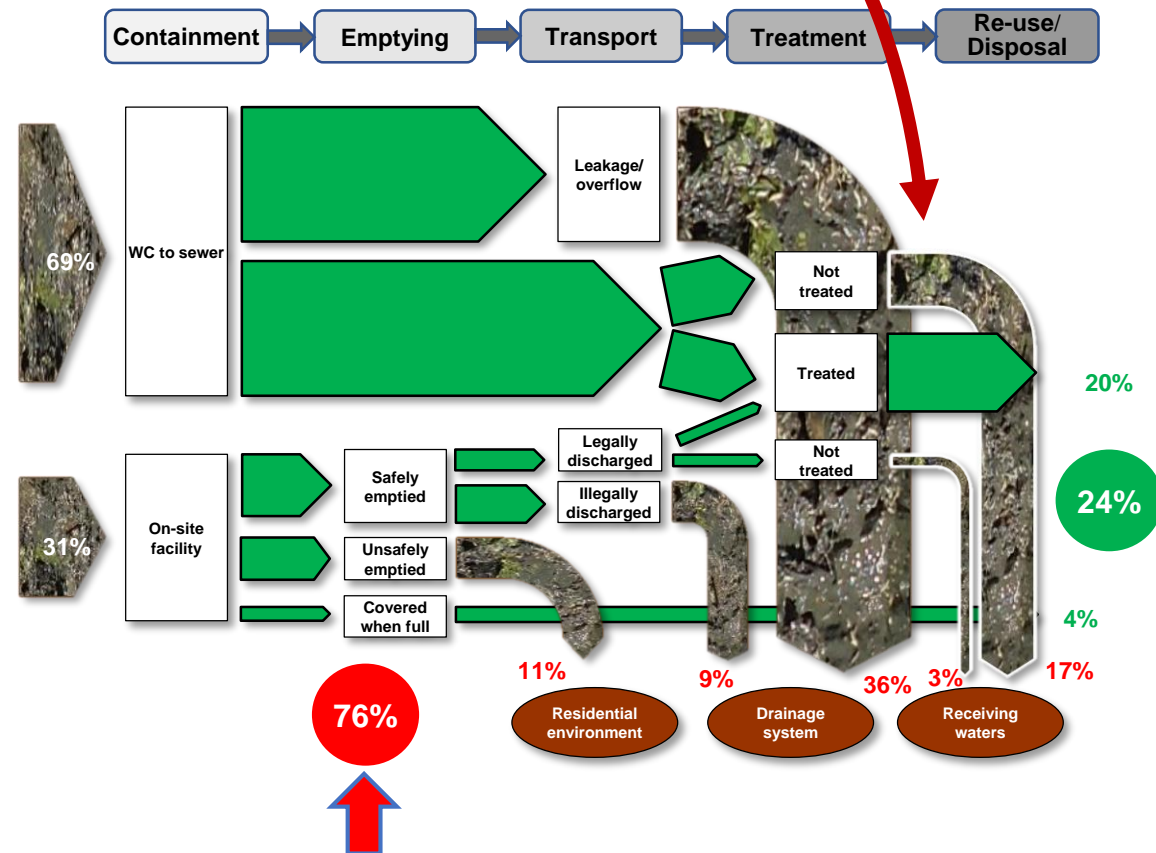 Containment
Emptying
Transport
Treatment
Re-use/
Disposal
69%
WC to sewer
Leakage/
overflow
Not
treated
Treated
20%
31%
On-site
facility
Safely
emptied
Legally
discharged
Not
treated
Illegally
discharged
24%
Unsafely
emptied
Covered
when full
4%
11%
9%
36%
3%
17%
76%
Residential
environment
Drainage
system
Receiving
waters